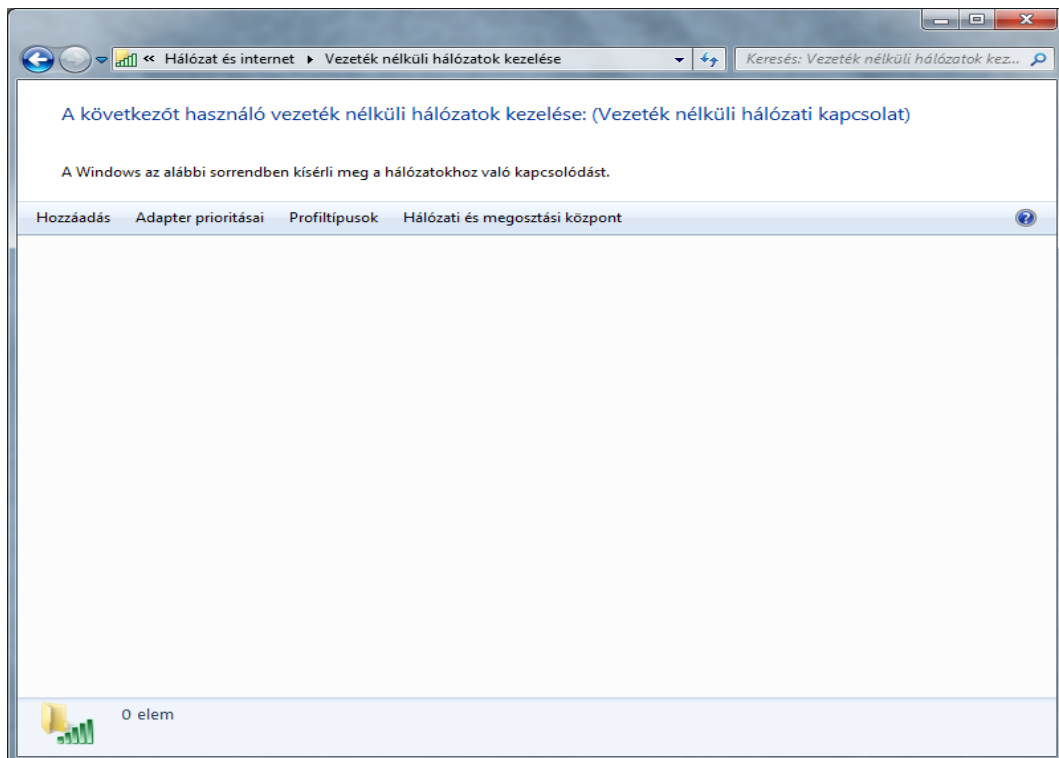 « Hálózat és internet ▸ Vezeték nélküli hálózatok kezelése
Keresés: Vezeték nélküli hálózatok kez...
A következőt használó vezeték nélküli hálózatok kezelése: (Vezeték nélküli hálózati kapcsolat)
A Windows az alábbi sorrendben kísérli meg a hálózatokhoz való kapcsolódást.
Hozzáadás Adapter prioritásai Profiltípusok Hálózati és megosztási központ
0 elem